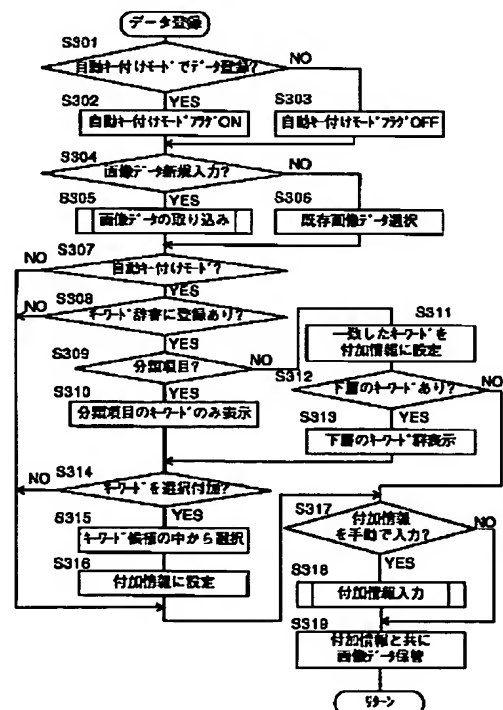 データ登録
S301
自動キー付けモードでデータ登録?
NO
YES
S302
自動キー付けモードフラグON
S303
自動キー付けモードフラグOFF
S304
画像データ新規入力?
NO
YES
S305
画像データの取り込み
S306
既存画像データ選択
S307
NO
自動キー付けモード?
YES
S308
NO
キーワード辞書に登録あり?
YES
S309
分類項目?
NO
YES
S310
分類項目のキーワードのみ表示
S311
一致したキーワードを
付加情報に設定
S312
下層のキーワードあり?
NO
YES
S313
下層のキーワード群表示
S314
NO
キーワードを選択付加?
YES
S315
キーワード候補の中から選択
S316
付加情報に設定
S317
付加情報
を手動で入力?
NO
YES
S318
付加情報入力
S319
付加情報と共に
画像データ保管
リターン